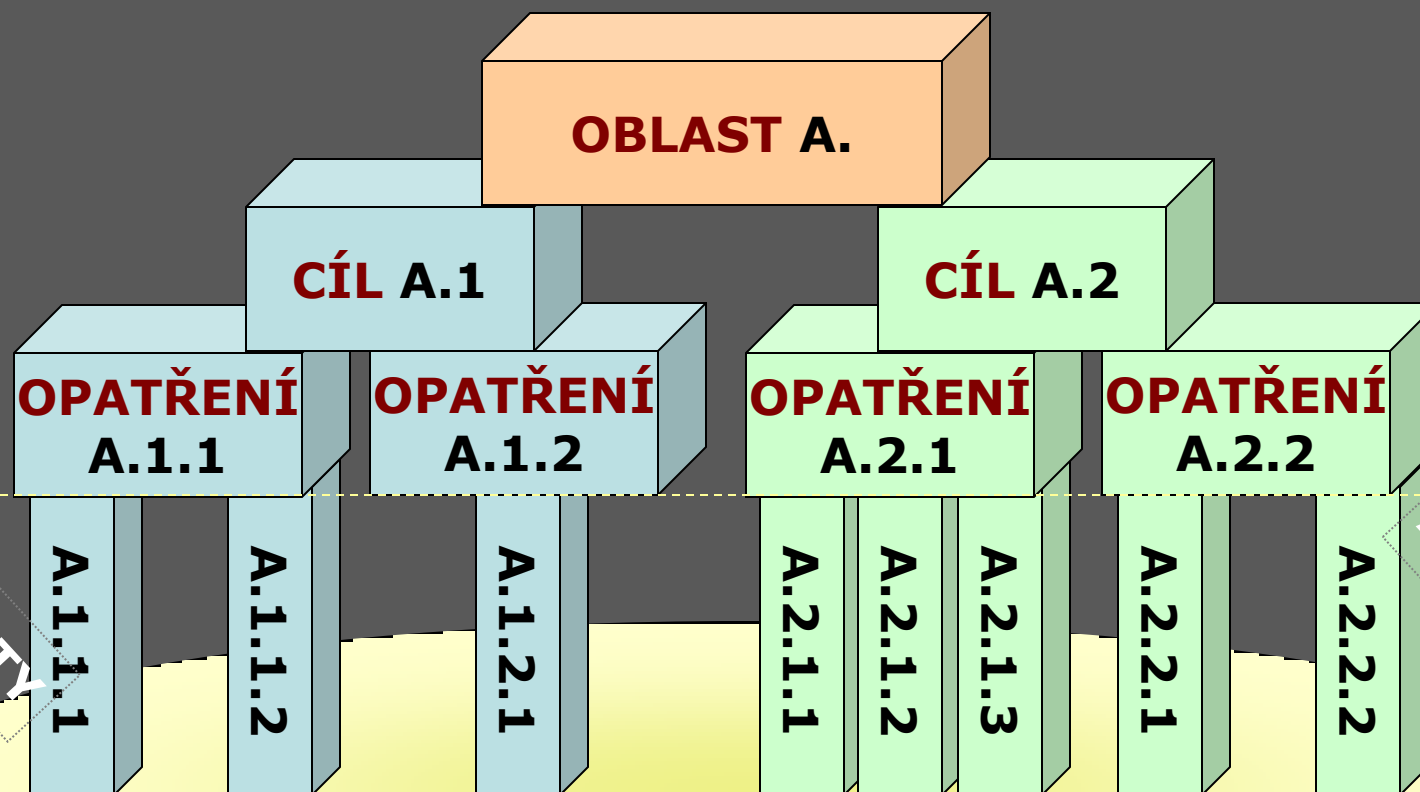 OBLAST A.
CÍL A.1
CÍL A.2
OPATŘENÍ
A.1.1
OPATŘENÍ
A.1.2
OPATŘENÍ
A.2.1
OPATŘENÍ
A.2.2
A.1.1.1
A.1.1.2
A.1.2.1
A.2.1.1
A.2.1.2
A.2.1.3
A.2.2.1
A.2.2.2
TY